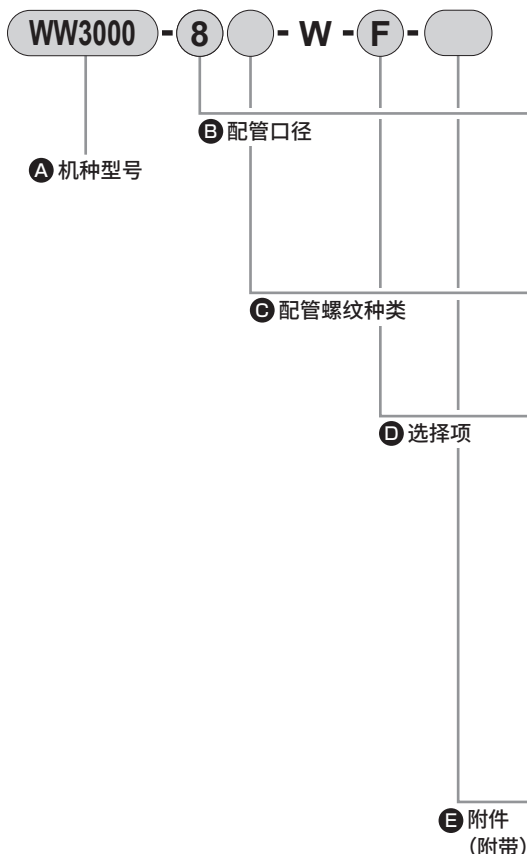 WW3000 - 8 - W - F -
B 配管口径
A 机种型号
C 配管螺纹种类
D 选择项
E 附件
（附带）